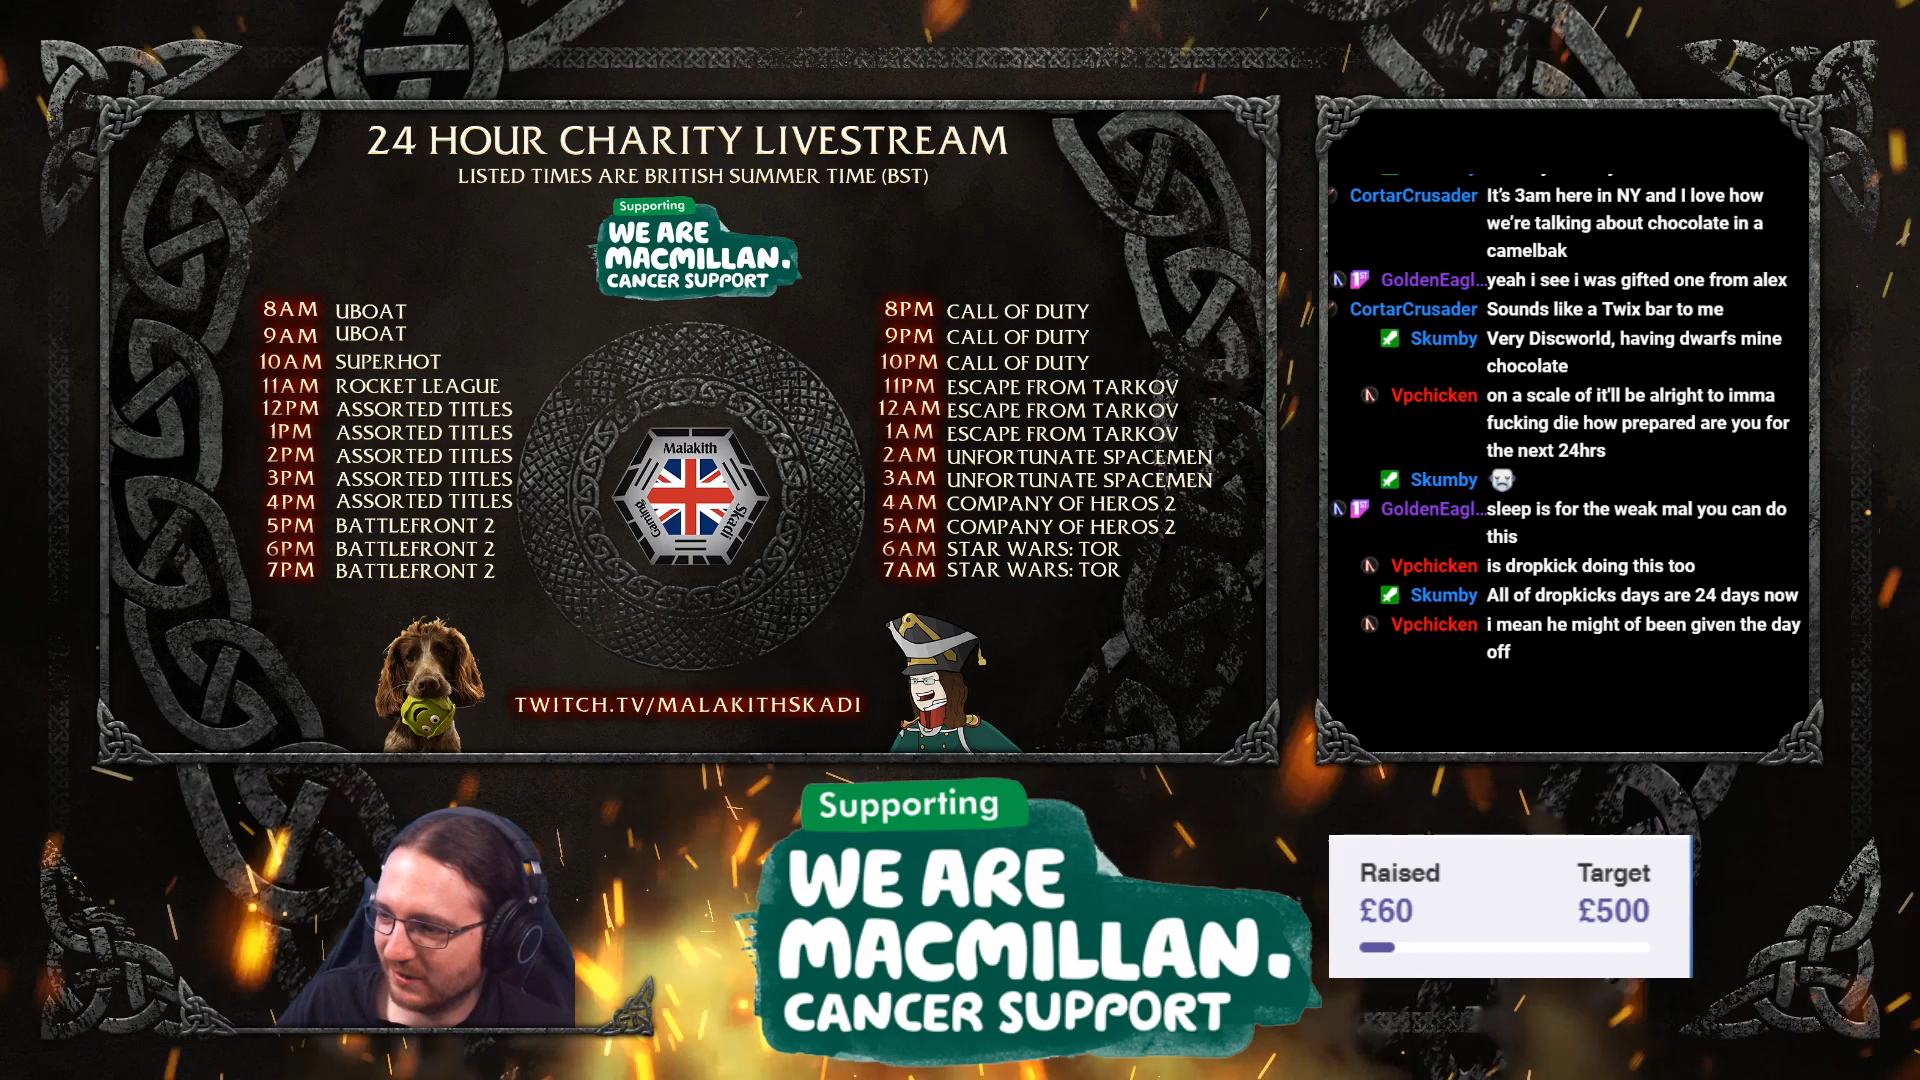 24 HOUR CHARITY LIVESTREAM
LISTED TIMES ARE BRITISH SUMMER TIME (BST)
Supporting
WE ARE
MACMILLAN.
CANCER SUPPORT
8AM UBOAT
9AM UBOAT
10AM SUPERHOT
11AM ROCKET LEAGUE
12PM ASSORTED TITLES
1PM ASSORTED TITLES
2PM ASSORTED TITLES
3PM ASSORTED TITLES
4PM ASSORTED TITLES
5PM BATTLEFRONT 2
6PM BATTLEFRONT 2
7PM BATTLEFRONT 2
8PM CALL OF DUTY
9PM CALL OF DUTY
10PM CALL OF DUTY
11PM ESCAPE FROM TARKOV
12AM ESCAPE FROM TARKOV
1AM ESCAPE FROM TARKOV
2AM UNFORTUNATE SPACEMEN
3AM UNFORTUNATE SPACEMEN
4AM COMPANY OF HEROS 2
5AM COMPANY OF HEROS 2
6AM STAR WARS: TOR
7AM STAR WARS: TOR
Malakith
Skadi
Gaming
TWITCH.TV/MALAKITHSKADI
CortarCrusader It's 3am here in NY and I love how
we're talking about chocolate in a
camelbak
GoldenEagl... yeah i see i was gifted one from alex
CortarCrusader Sounds like a Twix bar to me
Skumby Very Discworld, having dwarfs mine
chocolate
Vpchicken on a scale of it'll be alright to imma
fucking die how prepared are you for
the next 24hrs
Skumby
GoldenEagl... sleep is for the weak mal you can do
this
Vpchicken is dropkick doing this too
Skumby All of dropkicks days are 24 days now
Vpchicken i mean he might of been given the day
off
Supporting
WE ARE
MACMILLAN.
CANCER SUPPORT
Raised Target
£60 £500